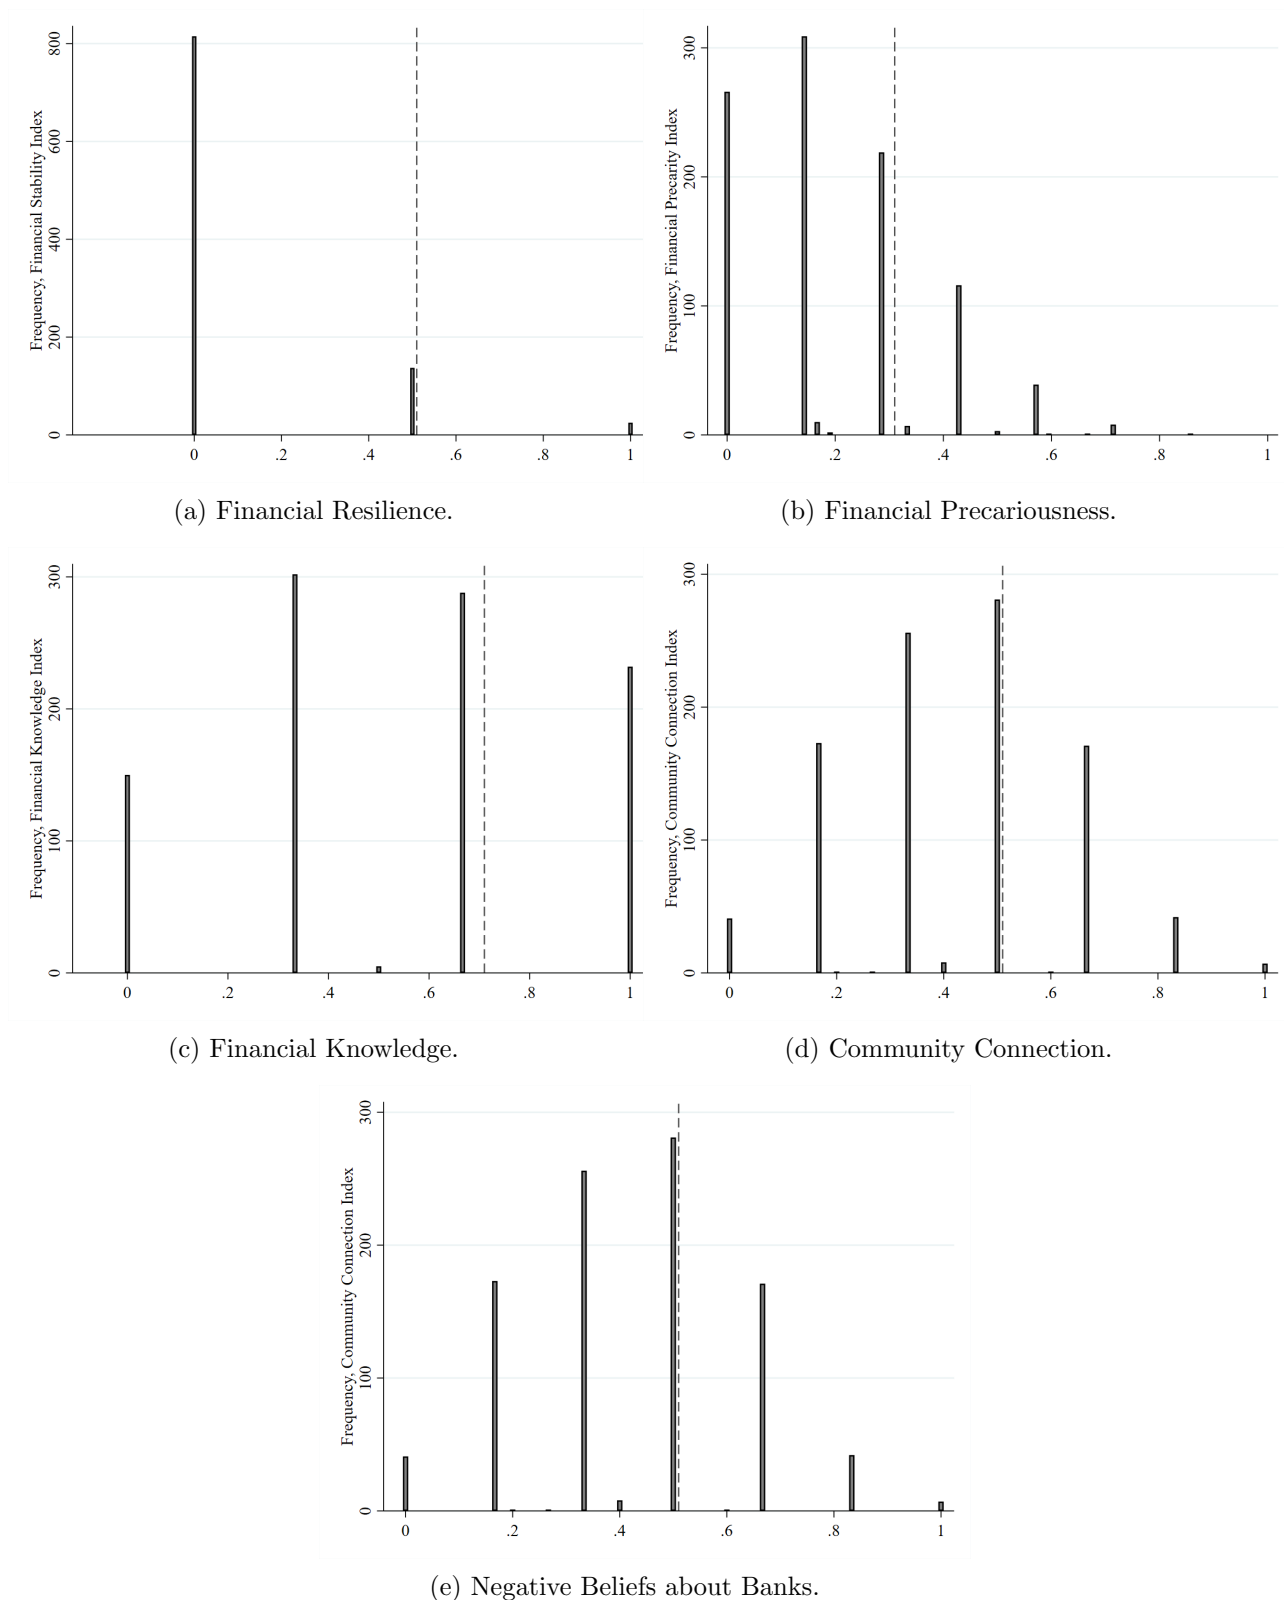 Frequency, Financial Stability Index
0
200
400
600
800
0 .2 .4 .6 .8 1
(a) Financial Resilience.
Frequency, Financial Precarity Index
0
100
200
300
0 .2 .4 .6 .8 1
(b) Financial Precariousness.
Frequency, Financial Knowledge Index
0
100
200
300
0 .2 .4 .6 .8 1
(c) Financial Knowledge.
Frequency, Community Connection Index
0
100
200
300
0 .2 .4 .6 .8 1
(d) Community Connection.
Frequency, Community Connection Index
0
100
200
300
0 .2 .4 .6 .8 1
(e) Negative Beliefs about Banks.